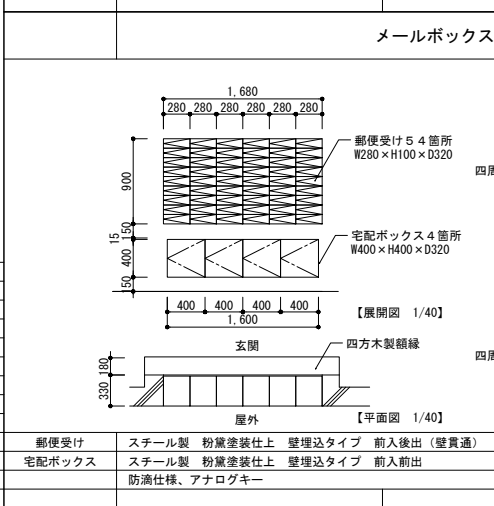 メールボックス
1,680
280 280 280 280 280 280
郵便受け５４箇所
W280×H100×D320
四周
900
150
15
宅配ボックス４箇所
W400×H400×D320
400
150
400 400 400 400
1,600
【展開図 1/40】
玄関
四方木製額縁
四周
180
330
屋外
【平面図 1/40】
郵便受け スチール製 粉黛塗装仕上 壁埋込タイプ 前入後出（壁貫通）
宅配ボックス スチール製 粉黛塗装仕上 壁埋込タイプ 前入前出
防滴仕様、アナログキー